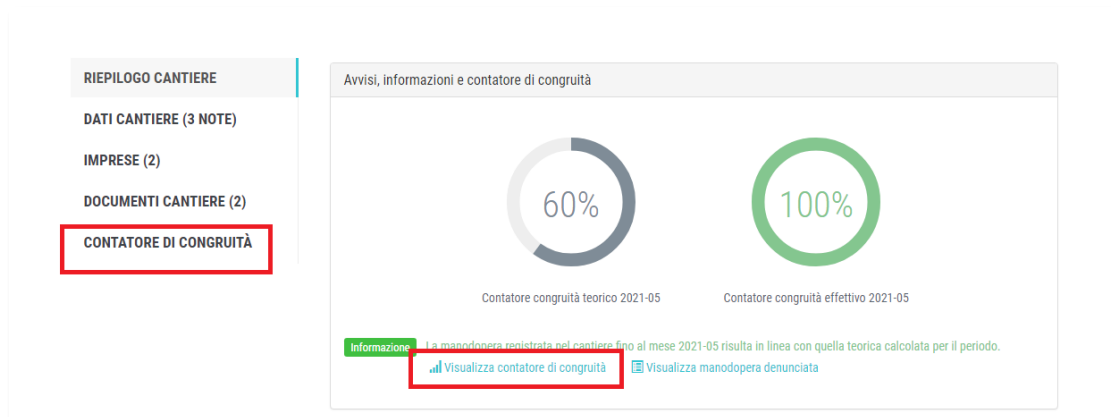 RIEPILOGO CANTIERE
DATI CANTIERE (3 NOTE)
IMPRESE (2)
DOCUMENTI CANTIERE (2)
CONTATORE DI CONGRUITÀ
Avvisi, informazioni e contatore di congruità
60%
100%
Contatore congruità teorico 2021-05
Contatore congruità effettivo 2021-05
Informazione La manodopera registrata nel cantiere fino al mese 2021-05 risulta in linea con quella teorica calcolata per il periodo.
Visualizza contatore di congruità Visualizza manodopera denunciata